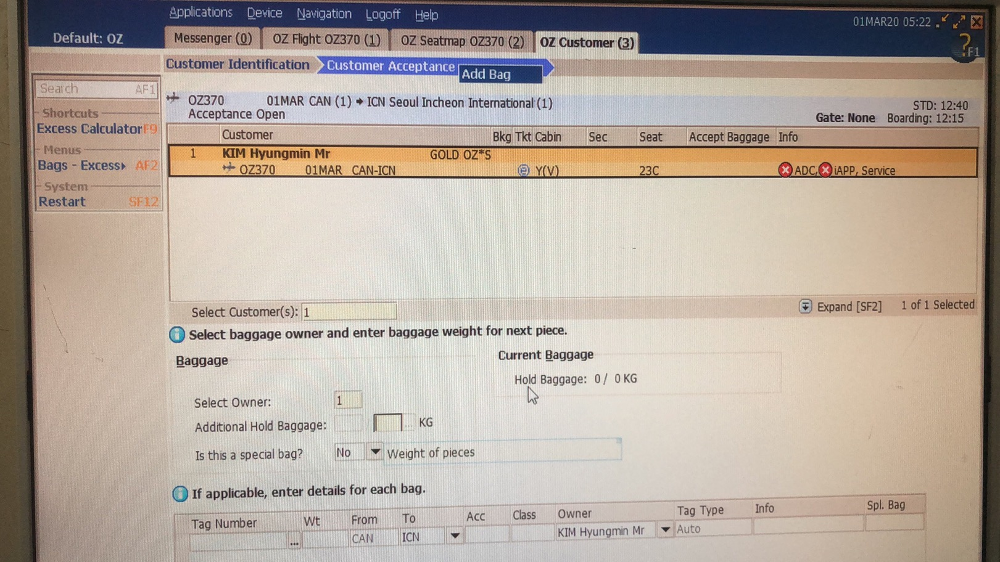 Applications Device Navigation Logoff Help
01MAR20 05:22
Default: OZ
Messenger (0) OZ Flight OZ370 (1) OZ Seatmap OZ370 (2) OZ Customer (3)
? F1
Customer Identification Customer Acceptance Add Bag
Search AF1
Shortcuts
Excess Calculator F9
Menus
Bags - Excess AF2
System
Restart SF12
OZ370 01MAR CAN (1) → ICN Seoul Incheon International (1)
Acceptance Open
STD: 12:40
Gate: None Boarding: 12:15
Customer Bkg Tkt Cabin Sec Seat Accept Baggage Info
1 KIM Hyungmin Mr GOLD OZ*S
OZ370 01MAR CAN-ICN e Y(V) 23C ADC, iAPP, Service
Select Customer(s): 1
Expand [SF2] 1 of 1 Selected
Select baggage owner and enter baggage weight for next piece.
Baggage
Current Baggage
Hold Baggage: 0 / 0 KG
Select Owner: 1
Additional Hold Baggage: ... KG
Is this a special bag? No Weight of pieces
If applicable, enter details for each bag.
Tag Number Wt From To Acc Class Owner Tag Type Info Spl. Bag
... CAN ICN KIM Hyungmin Mr Auto